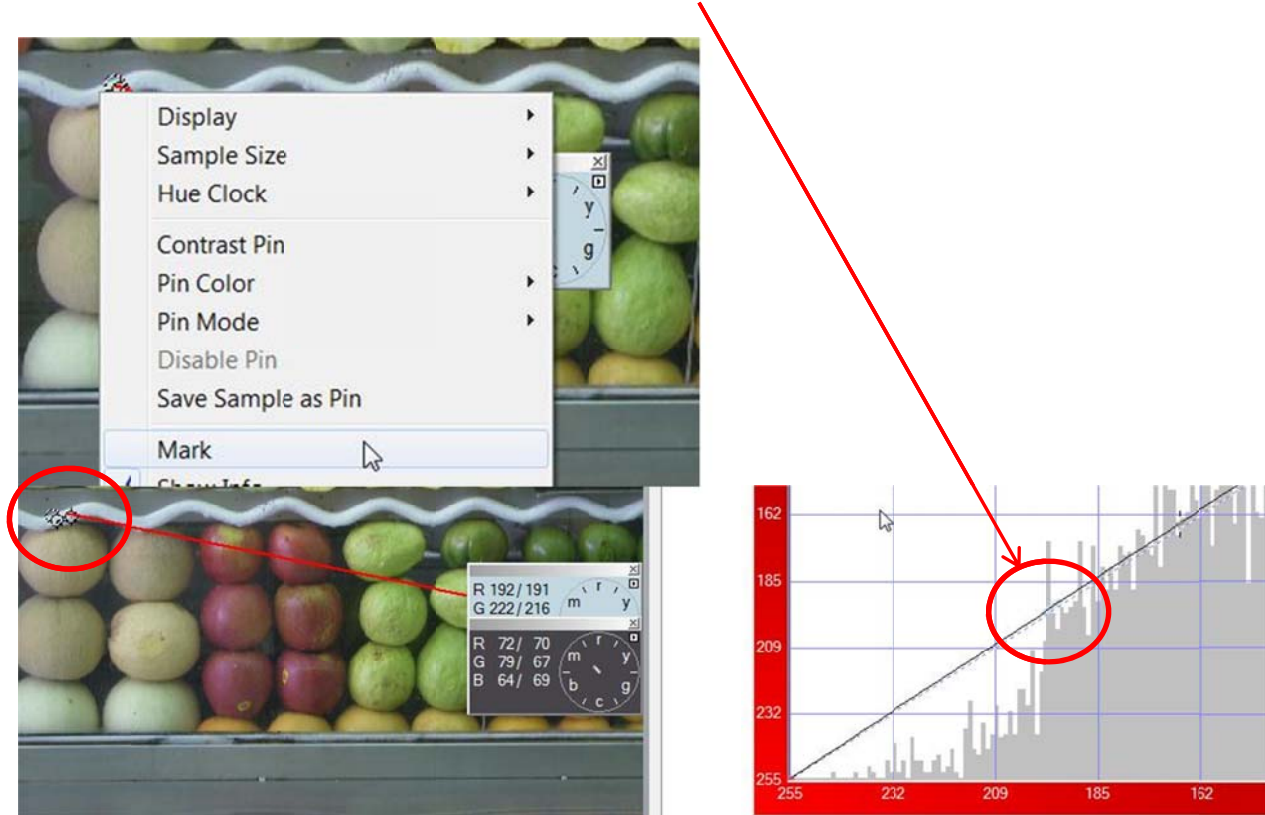 Display
Sample Size
Hue Clock
Contrast Pin
Pin Color
Pin Mode
Disable Pin
Save Sample as Pin
Mark
Show Info
y
g
c
R 192/ 191
G 222/ 216
m r y
R 72/ 70
G 79/ 67
B 64/ 69
r
m y
b g
c
162
185
209
232
255
255 232 209 185 162